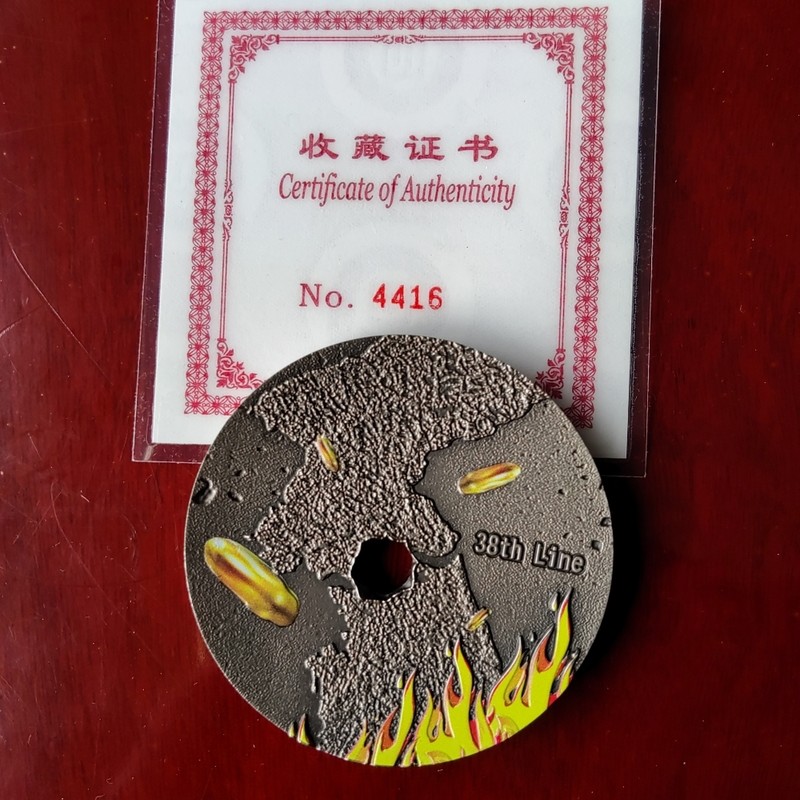 收藏证书
Certificate of Authenticity
No. 4416
38th Line